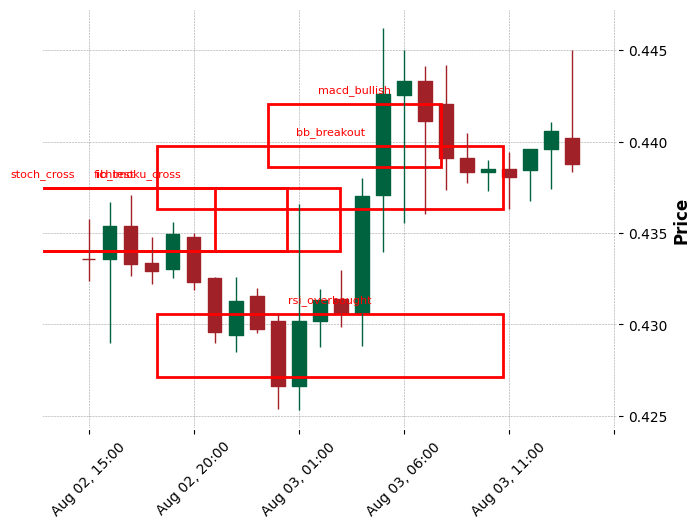 macd_bullish
bb_breakout
stoch_cross
ichimoku_cross
rsi_overbought
0.445
0.440
0.435
0.430
0.425
Price
Aug 02, 15:00
Aug 02, 20:00
Aug 03, 01:00
Aug 03, 06:00
Aug 03, 11:00